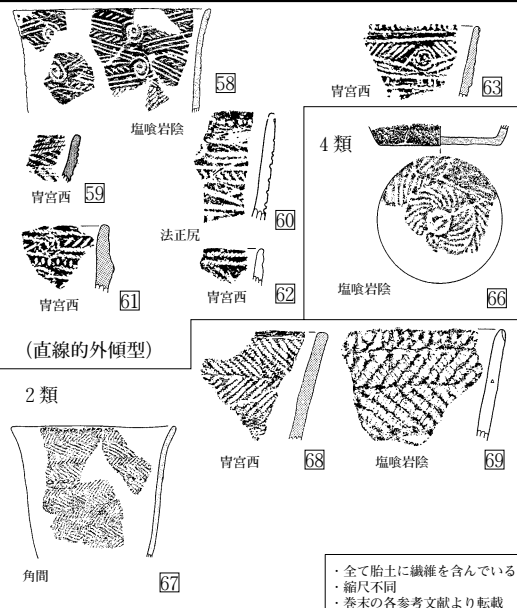 58
塩喰岩陰
63
冑宮西
59
冑宮西
60
法正尻
61
冑宮西
62
冑宮西
4類
塩喰岩陰
66
(直線的外傾型)
2類
角間
67
冑宮西
68
塩喰岩陰
69
・全て胎土に繊維を含んでいる
・縮尺不同
・巻末の各参考文献より転載